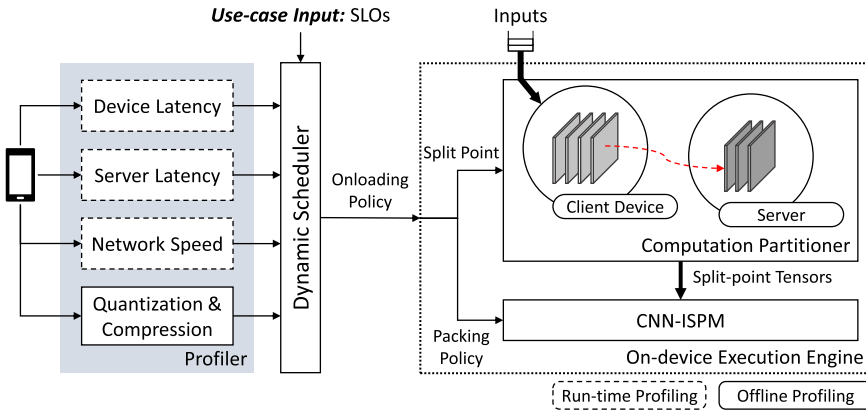 Use-case Input: SLOs
Inputs
Device Latency
Server Latency
Network Speed
Quantization &
Compression
Profiler
Dynamic Scheduler
Onloading
Policy
Split Point
Packing
Policy
Client Device
Server
Computation Partitioner
Split-point Tensors
CNN-ISPM
On-device Execution Engine
Run-time Profiling
Offline Profiling